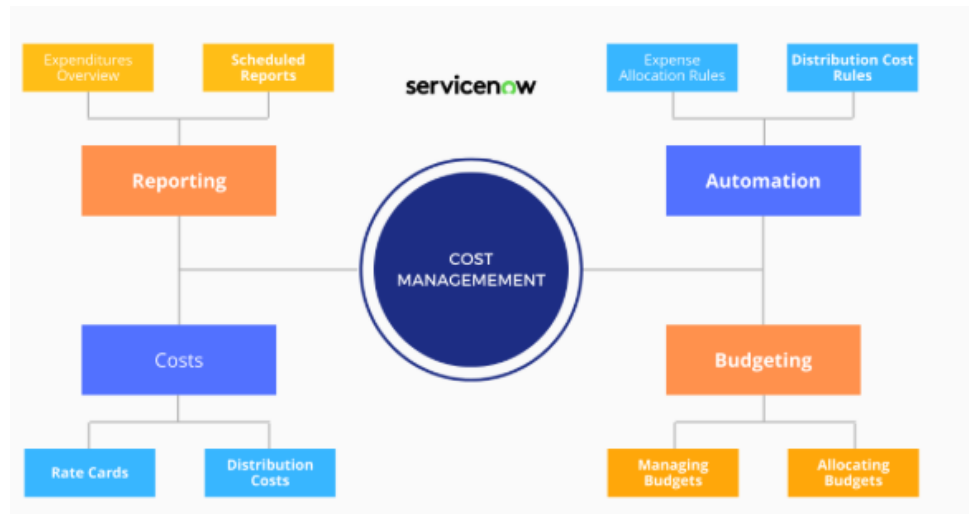 Expenditures
Overview
Scheduled
Reports
servicenow
Expense
Allocation Rules
Distribution Cost
Rules
Reporting
Automation
COST
MANAGEMEMENT
Costs
Budgeting
Rate Cards
Distribution
Costs
Managing
Budgets
Allocating
Budgets